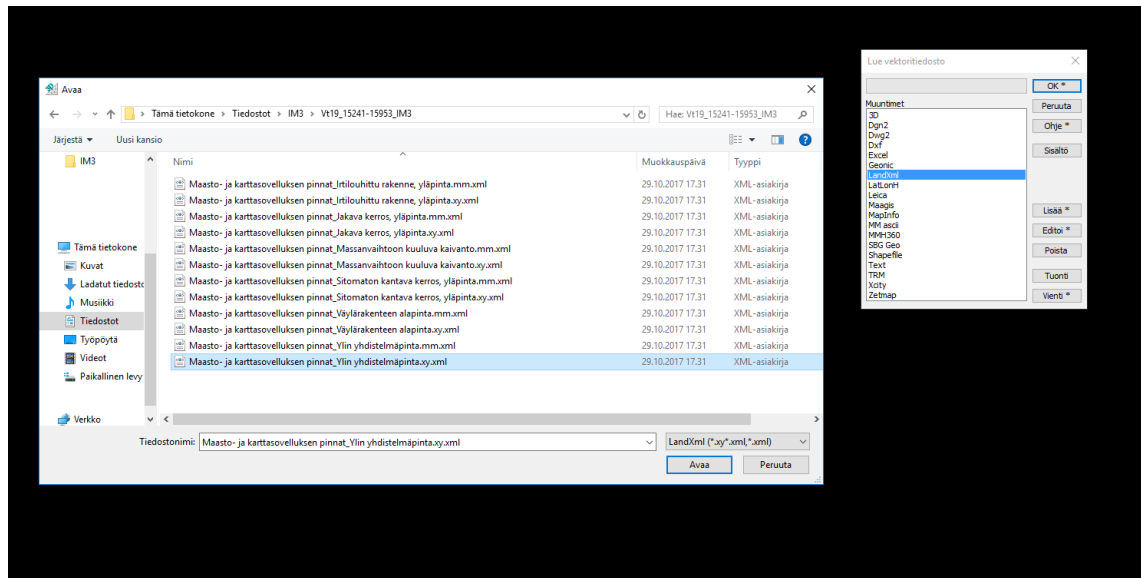 Avaa
Tämä tietokone > Tiedostot > IM3 > Vt19_15241-15953_IM3
Hae: Vt19_15241-15953_IM3
Järjestä
Uusi kansio
IM3
Tämä tietokone
Kuvat
Ladatut tiedostc
Musiikki
Tiedostot
Työpöytä
Videot
Paikallinen levy
Verkko
Nimi Muokkauspäivä Tyyppi
Maasto- ja karttasovelluksen pinnat_Irtilouhittu rakenne, yläpinta.mm.xml 29.10.2017 17.31 XML-asiakirja
Maasto- ja karttasovelluksen pinnat_Irtilouhittu rakenne, yläpinta.xy.xml 29.10.2017 17.31 XML-asiakirja
Maasto- ja karttasovelluksen pinnat_Jakava kerros, yläpinta.mm.xml 29.10.2017 17.31 XML-asiakirja
Maasto- ja karttasovelluksen pinnat_Jakava kerros, yläpinta.xy.xml 29.10.2017 17.31 XML-asiakirja
Maasto- ja karttasovelluksen pinnat_Massanvaihtoon kuuluva kaivanto.mm.xml 29.10.2017 17.31 XML-asiakirja
Maasto- ja karttasovelluksen pinnat_Massanvaihtoon kuuluva kaivanto.xy.xml 29.10.2017 17.31 XML-asiakirja
Maasto- ja karttasovelluksen pinnat_Sitomaton kantava kerros, yläpinta.mm.xml 29.10.2017 17.31 XML-asiakirja
Maasto- ja karttasovelluksen pinnat_Sitomaton kantava kerros, yläpinta.xy.xml 29.10.2017 17.31 XML-asiakirja
Maasto- ja karttasovelluksen pinnat_Väylärakenteen alapinta.mm.xml 29.10.2017 17.31 XML-asiakirja
Maasto- ja karttasovelluksen pinnat_Väylärakenteen alapinta.xy.xml 29.10.2017 17.31 XML-asiakirja
Maasto- ja karttasovelluksen pinnat_Ylin yhdistelmäpinta.mm.xml 29.10.2017 17.31 XML-asiakirja
Maasto- ja karttasovelluksen pinnat_Ylin yhdistelmäpinta.xy.xml 29.10.2017 17.31 XML-asiakirja
Tiedostonimi: Maasto- ja karttasovelluksen pinnat_Ylin yhdistelmäpinta.xy.xml
LandXml (*.xy*.xml,*.xml)
Avaa
Peruuta
Lue vektoritiedosto
Muuntimet
3D
Dgn2
Dwg2
Dxf
Excel
Geonic
LandXml
LatLonH
Leica
Maagis
MapInfo
MM ascii
MMH360
SBG Geo
Shapefile
Text
TRM
Xcity
Zetmap
OK *
Peruuta
Ohje *
Sisältö
Lisää *
Editoi *
Poista
Tuonti
Vienti *